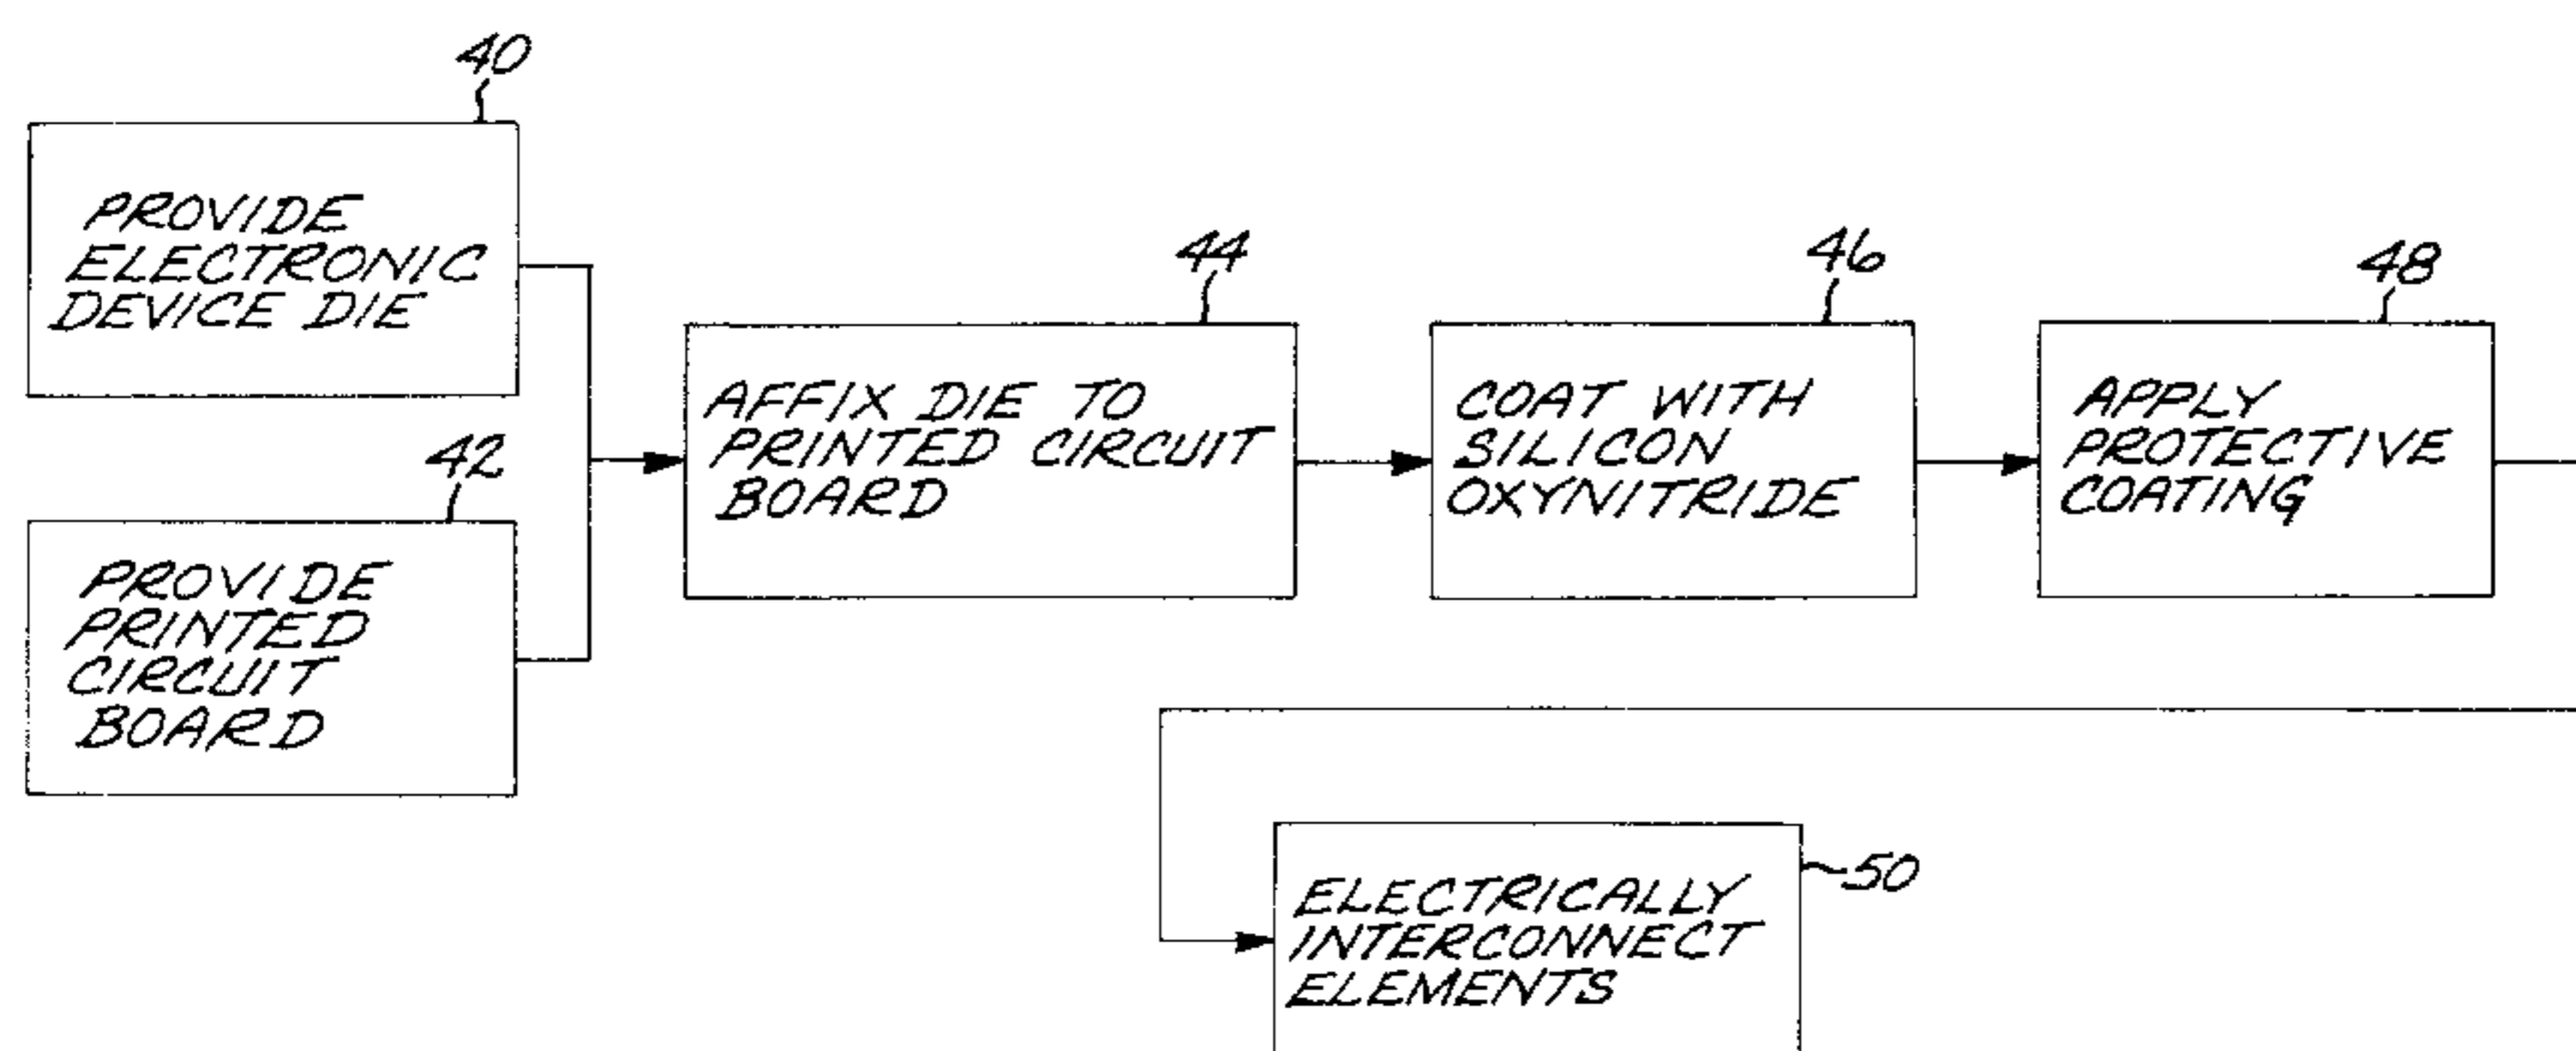 40
PROVIDE
ELECTRONIC
DEVICE DIE
42
PROVIDE
PRINTED
CIRCUIT
BOARD
44
AFFIX DIE TO
PRINTED CIRCUIT
BOARD
46
COAT WITH
SILICON
OXYNITRIDE
48
APPLY
PROTECTIVE
COATING
50
ELECTRICALLY
INTERCONNECT
ELEMENTS